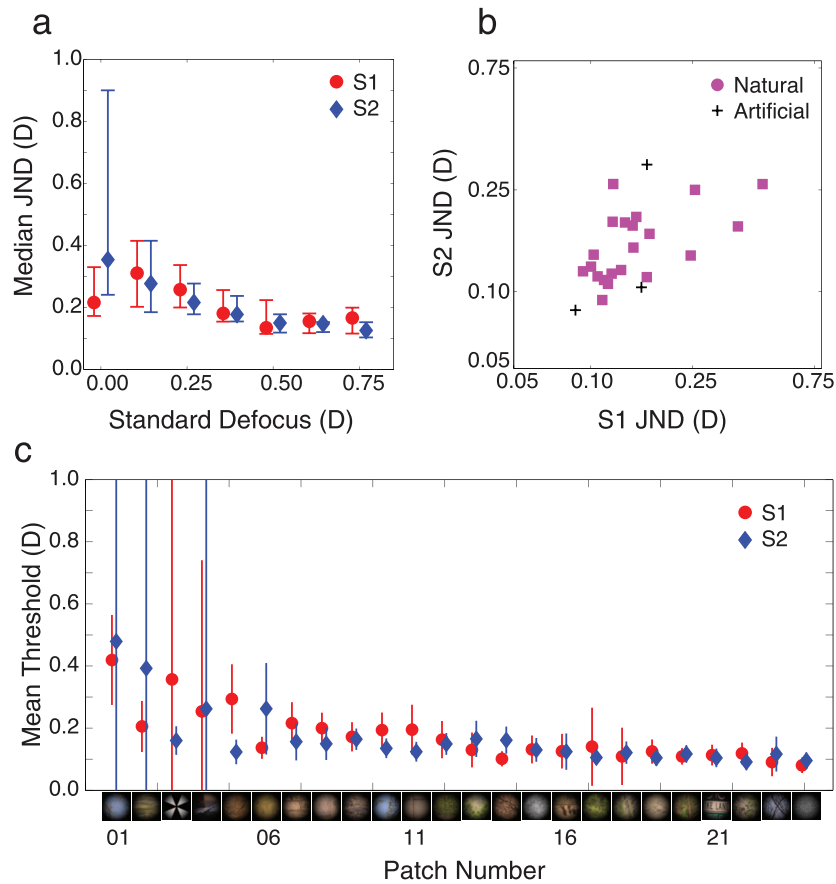 a
1.0
0.8
0.6
0.4
0.2
0.0
Median JND (D)
S1
S2
0.00
0.25
0.50
0.75
Standard Defocus (D)
b
0.75
0.25
0.10
0.05
S2 JND (D)
Natural
Artificial
0.05
0.10
0.25
0.75
S1 JND (D)
c
1.0
0.8
0.6
0.4
0.2
0.0
Mean Threshold (D)
S1
S2
01
06
11
16
21
Patch Number